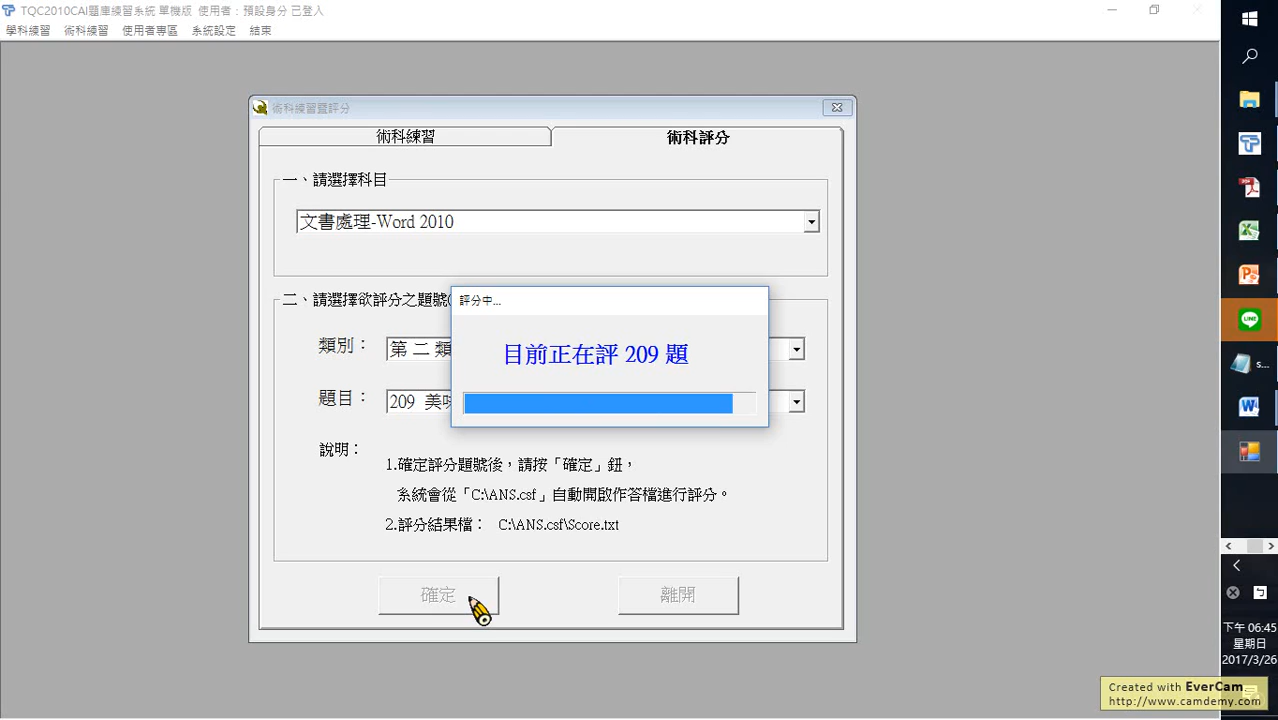 TQC2010CAI題庫練習系統 單機版 使用者：預設身分 已登入
學科練習 術科練習 使用者專區 系統設定 結束
術科練習暨評分
術科練習 術科評分
一、請選擇科目
文書處理-Word 2010
二、請選擇欲評分之題號(
評分中...
目前正在評 209 題
類別： 第 二 類
題目： 209 美
說明：
1.確定評分題號後，請按「確定」鈕，
系統會從「C:\ANS.csf」自動開啟作答檔進行評分。
2.評分結果檔： C:\ANS.csf\Score.txt
確定 離開
LINE
s...
下午 06:45
星期日
2017/3/26
Created with EverCam.
http://www.camdemy.com